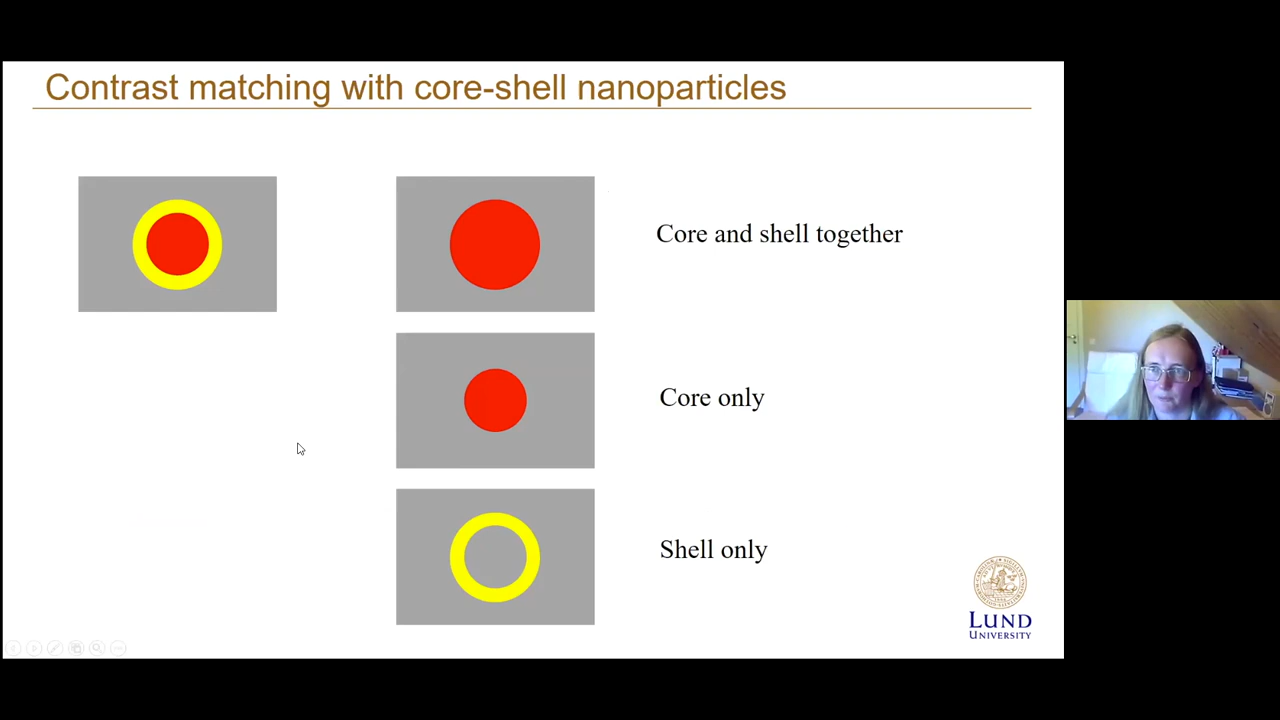 Contrast matching with core-shell nanoparticles
Core and shell together
Core only
Shell only
LUND
UNIVERSITY